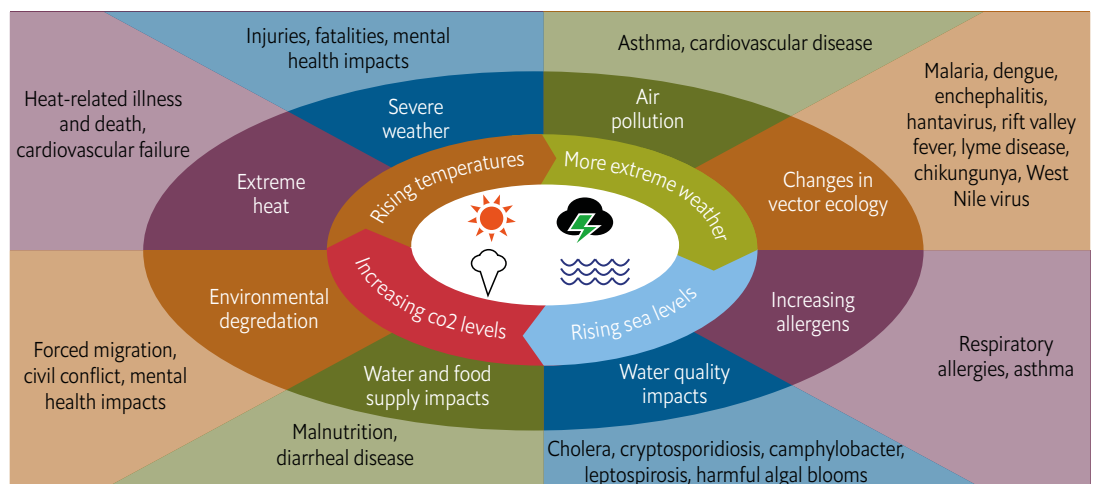 Injuries, fatalities, mental
health impacts
Asthma, cardiovascular disease
Malaria, dengue,
enchephalitis,
hantavirus, rift valley
fever, lyme disease,
chikungunya, West
Nile virus
Heat-related illness
and death,
cardiovascular failure
Severe
weather
Air
pollution
Extreme
heat
Changes in
vector ecology
Rising temperatures
More extreme weather
Increasing co2 levels
Rising sea levels
Environmental
degredation
Increasing
allergens
Water and food
supply impacts
Water quality
impacts
Forced migration,
civil conflict, mental
health impacts
Respiratory
allergies, asthma
Malnutrition,
diarrheal disease
Cholera, cryptosporidiosis, camphylobacter,
leptospirosis, harmful algal blooms